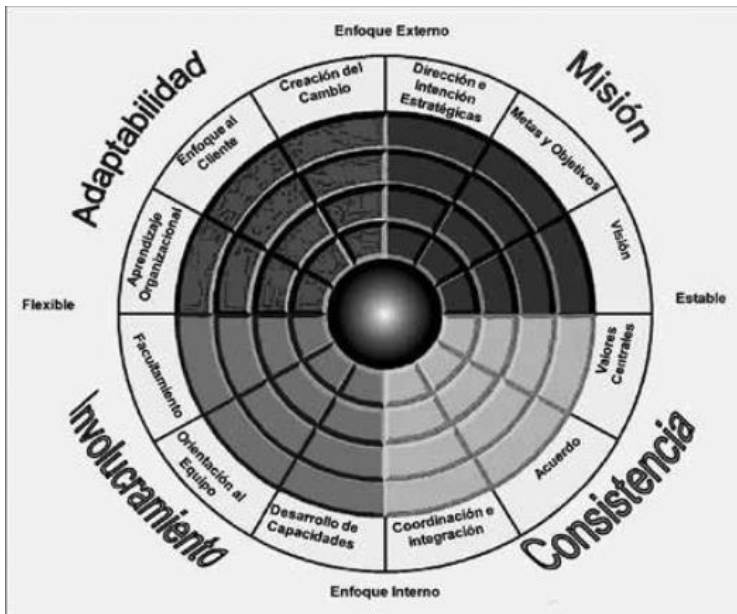 Enfoque Externo
Adaptabilidad
Misión
Creación del
Cambio
Dirección e
Intención
Estratégicas
Enfoque al
Cliente
Metas y Objetivos
Aprendizaje
Organizacional
Visión
Flexible
Estable
Facultamiento
Valores
Centrales
Orientación al
Equipo
Acuerdo
Desarrollo de
Capacidades
Coordinación e
integración
Involucramiento
Consistencia
Enfoque Interno